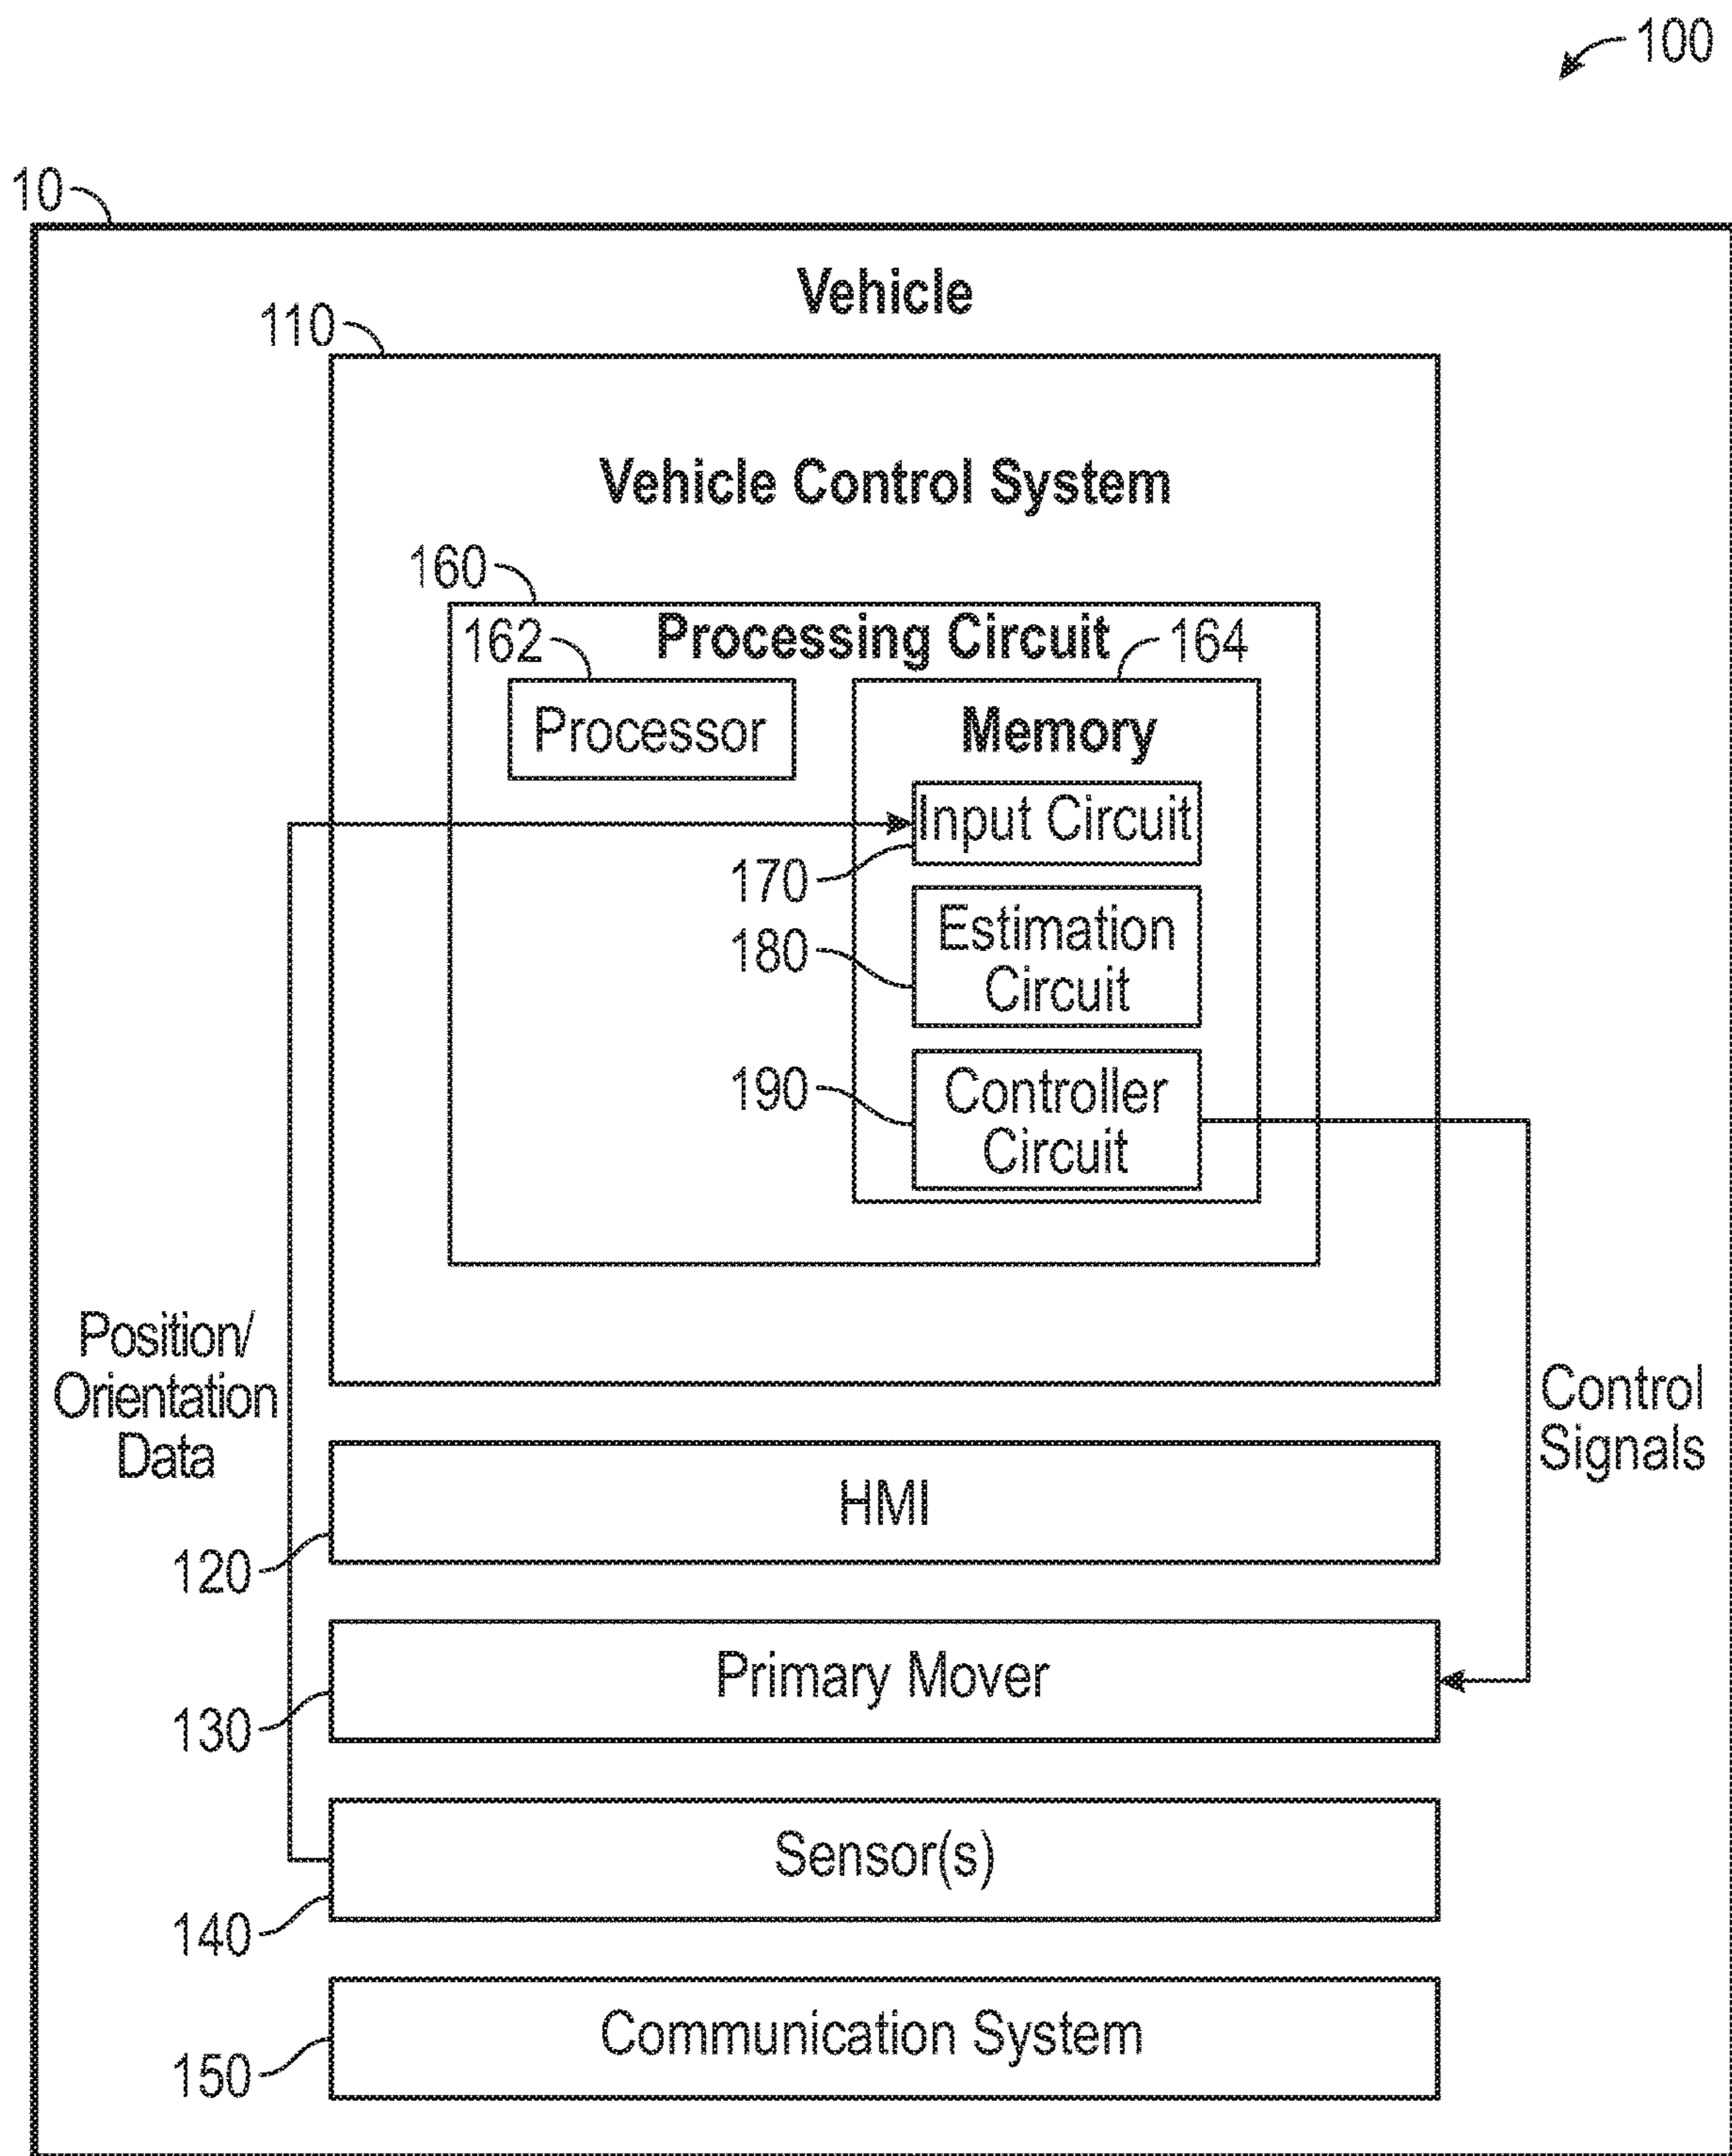 100
10
Vehicle
110
Vehicle Control System
160
Processing Circuit
162
164
Processor
Memory
Input Circuit
170
Estimation
Circuit
180
Controller
Circuit
190
Position/
Orientation
Data
Control
Signals
HMI
120
Primary Mover
130
Sensor(s)
140
Communication System
150